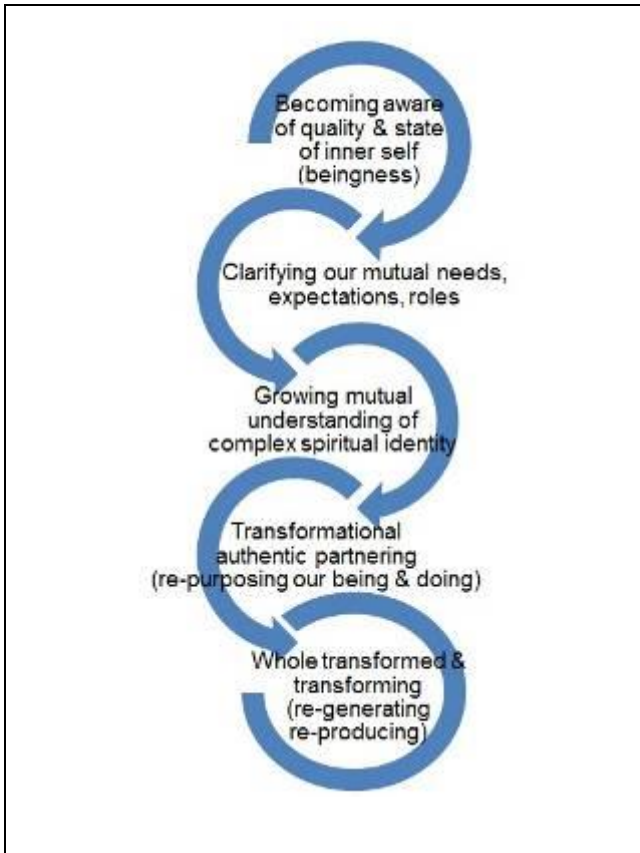 Becoming aware
of quality & state
of inner self
(beingness)
Clarifying our mutual needs,
expectations, roles
Growing mutual
understanding of
complex spiritual identity
Transformational
authentic partnering
(re-purposing our being & doing)
Whole transformed &
transforming
(re-generating
re-producing)